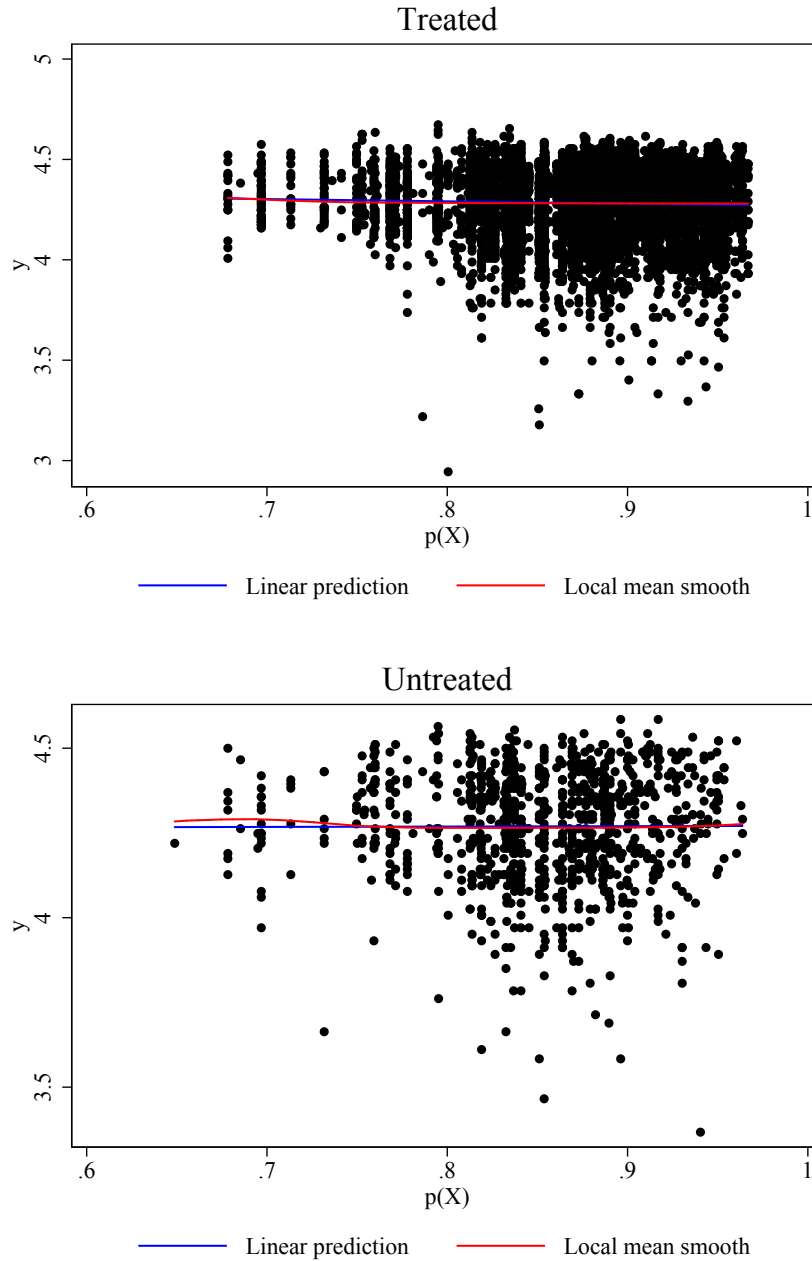 Treated
5
4.5
4
3.5
3
y
.6 .7 .8 .9 1
p(X)
Linear prediction Local mean smooth
Untreated
4.5
4
3.5
y
.6 .7 .8 .9 1
p(X)
Linear prediction Local mean smooth